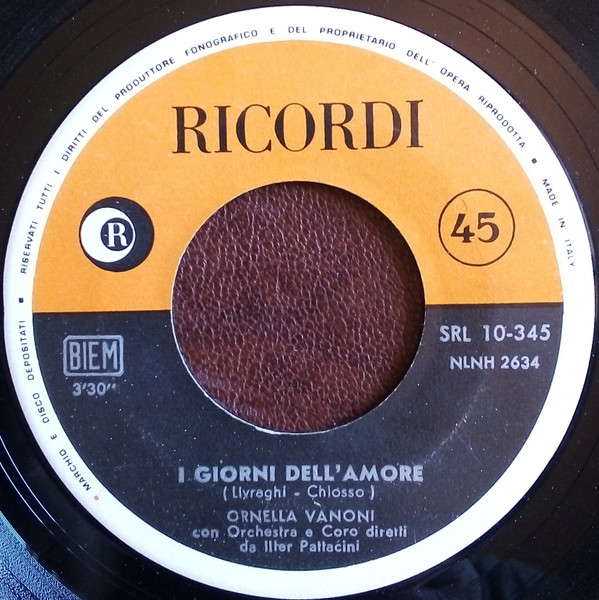 MARCHIO E DISCO DEPOSITATI ▪ RISERVATI TUTTI I DIRITTI DEL PRODUTTORE FONOGRAFICO E DEL PROPRIETARIO DELL' OPERA RIPRODOTTA ▪ MADE IN ITALY
RICORDI
R
45
BIEM
3'30"
SRL 10-345
NLNH 2634
I GIORNI DELL'AMORE
( Llyraghi - Chiosso )
ORNELLA VANONI
con Orchestra e Coro diretti
da Iller Pattaćini